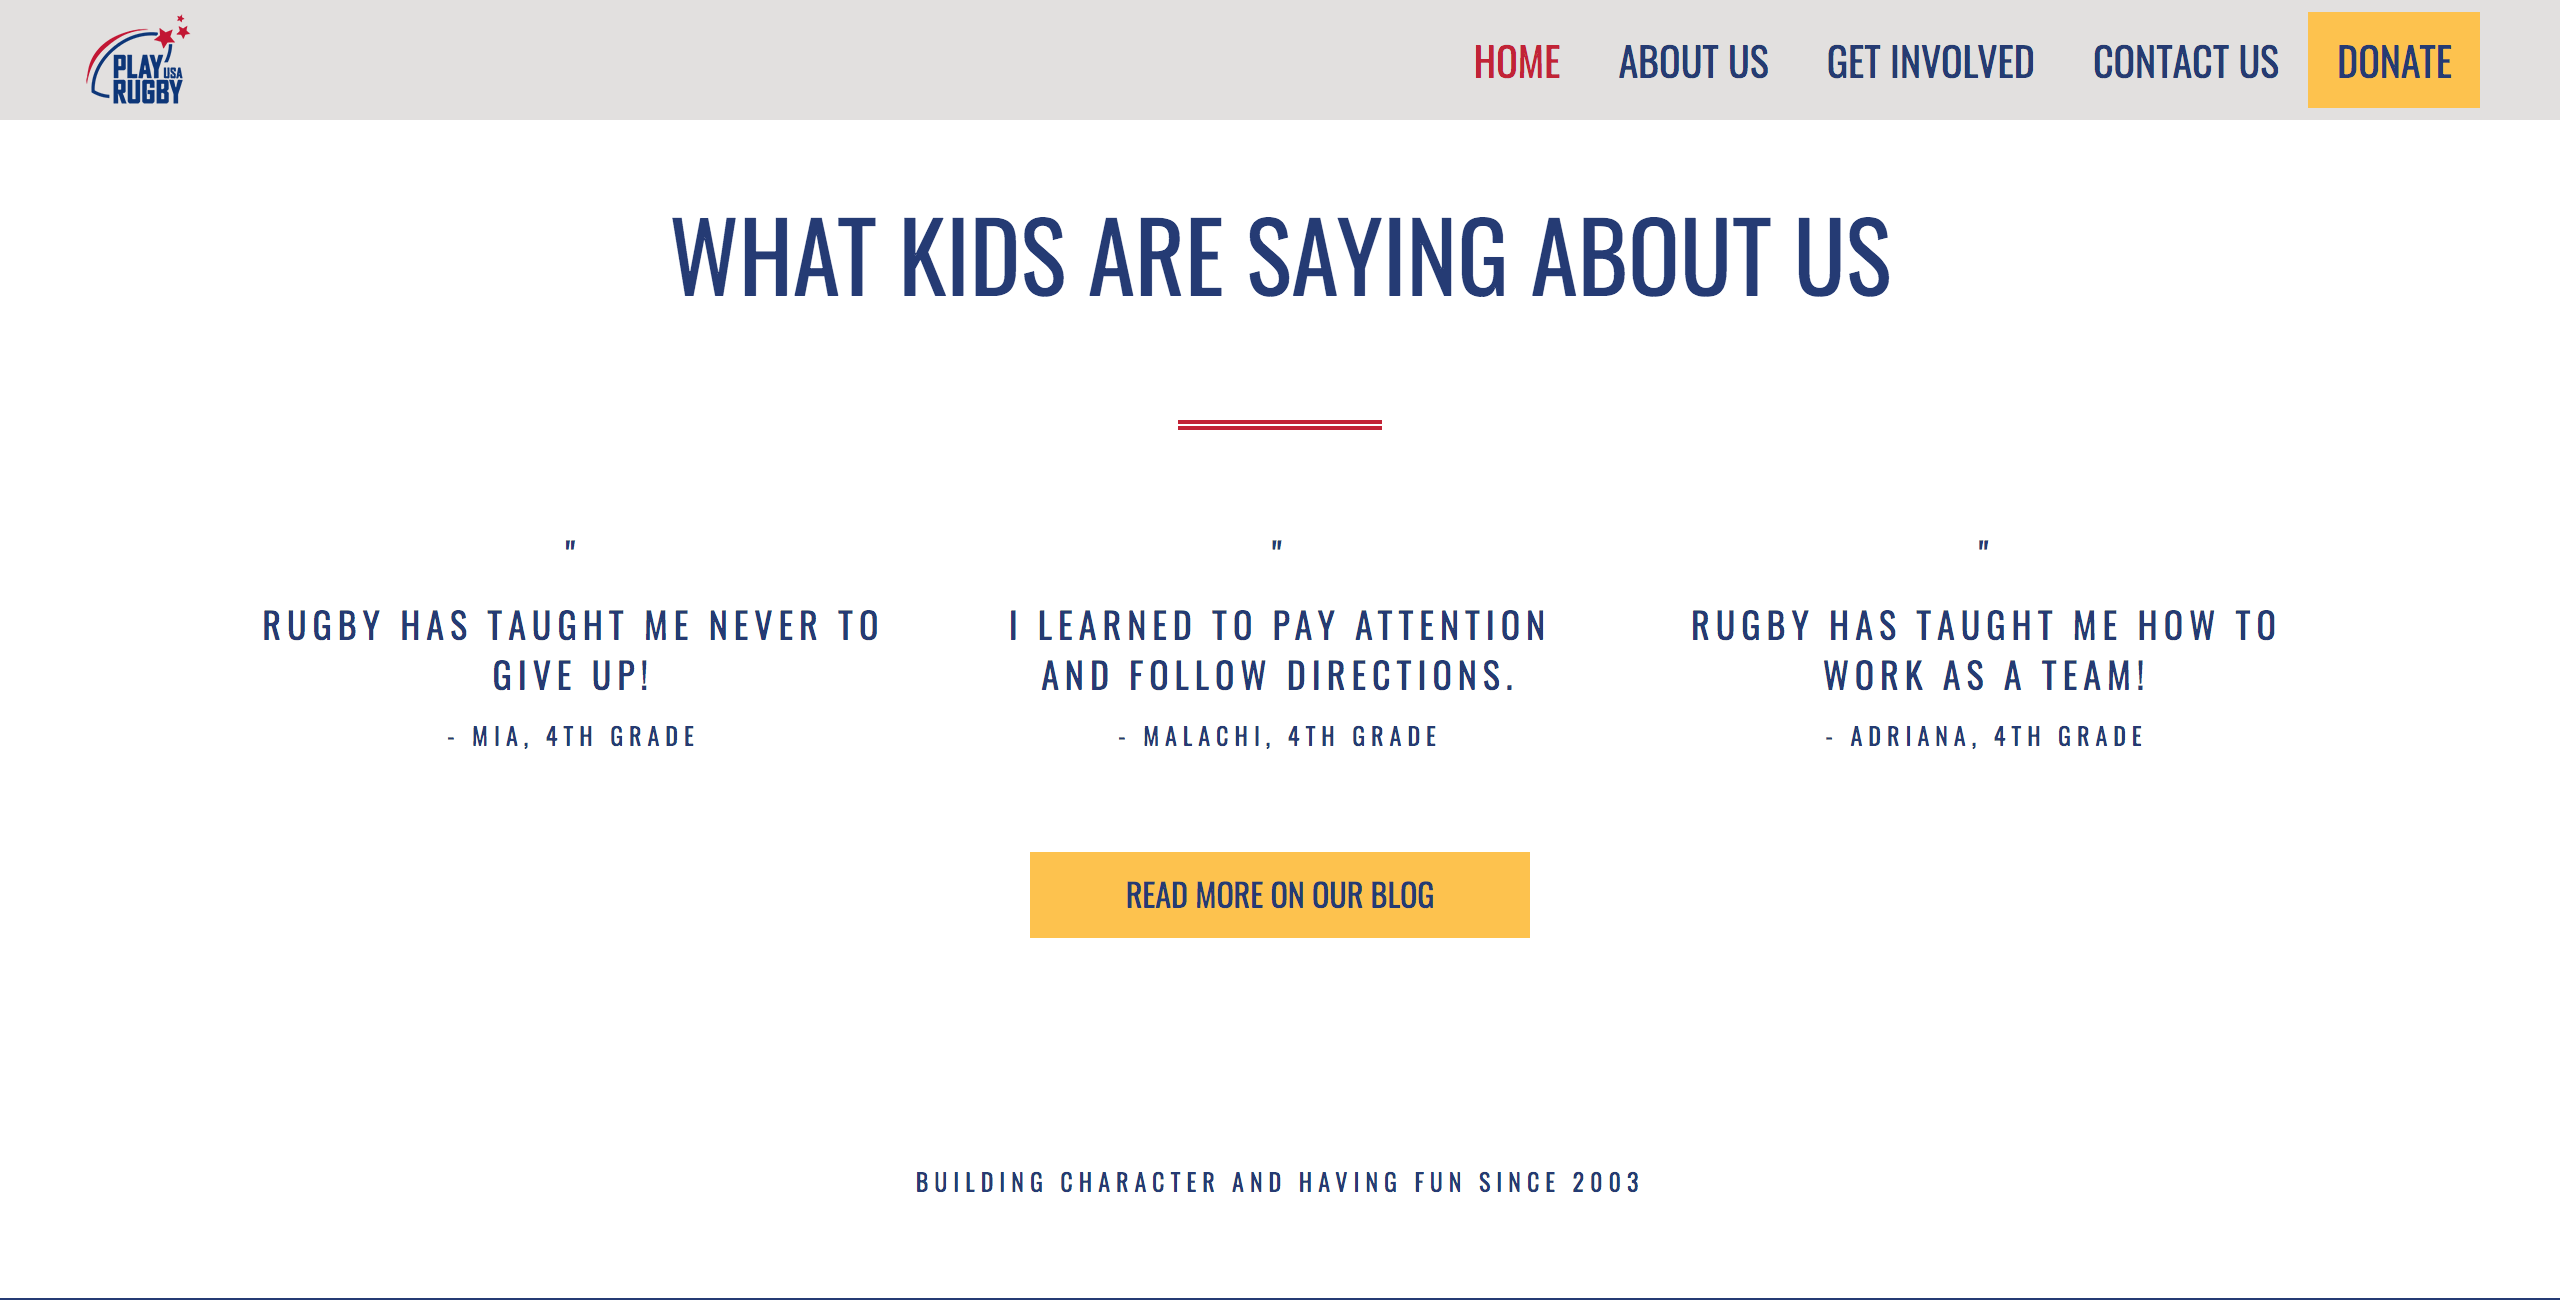 PLAY USA
RUGBY
HOME
ABOUT US
GET INVOLVED
CONTACT US
DONATE
WHAT KIDS ARE SAYING ABOUT US
"
RUGBY HAS TAUGHT ME NEVER TO
GIVE UP!
- MIA, 4TH GRADE
"
I LEARNED TO PAY ATTENTION
AND FOLLOW DIRECTIONS.
- MALACHI, 4TH GRADE
"
RUGBY HAS TAUGHT ME HOW TO
WORK AS A TEAM!
- ADRIANA, 4TH GRADE
READ MORE ON OUR BLOG
BUILDING CHARACTER AND HAVING FUN SINCE 2003